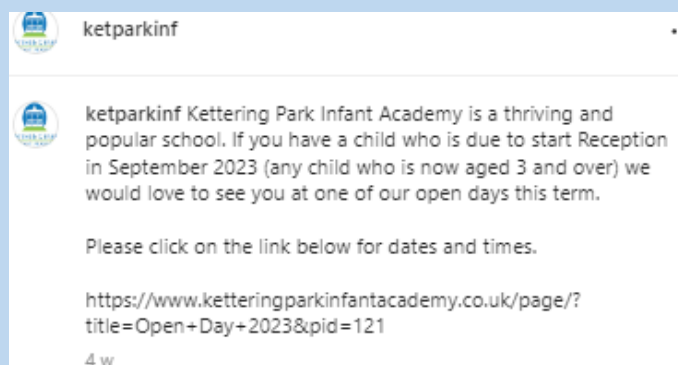 ketparkinf
ketparkinf Kettering Park Infant Academy is a thriving and
popular school. If you have a child who is due to start Reception
in September 2023 (any child who is now aged 3 and over) we
would love to see you at one of our open days this term.
Please click on the link below for dates and times.
https://www.ketteringparkinfantacademy.co.uk/page/?
title=Open+Day+2023&pid=121
4 w